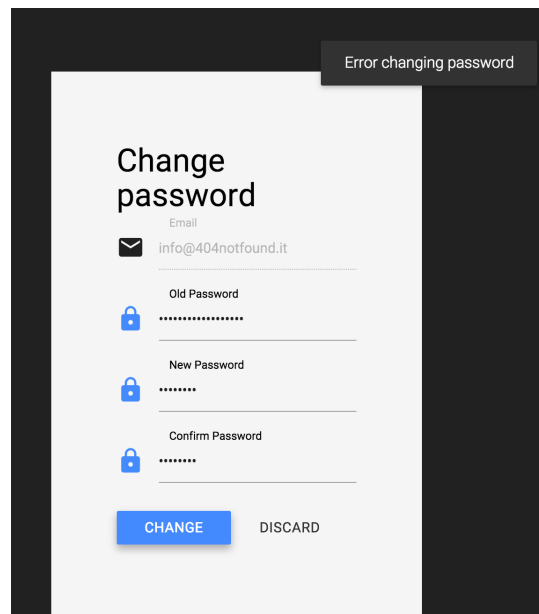 Error changing password
Change
password
Email
info@404notfound.it
Old Password
••••••••••••••••••
New Password
••••••••
Confirm Password
••••••••
CHANGE DISCARD